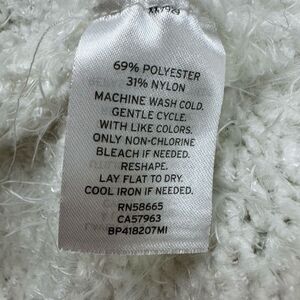 69% POLYESTER
31% NYLON
MACHINE WASH COLD.
GENTLE CYCLE.
WITH LIKE COLORS.
ONLY NON-CHLORINE
BLEACH IF NEEDED.
RESHAPE.
LAY FLAT TO DRY.
COOL IRON IF NEEDED.
RN58665
CA57963
BP418207MI